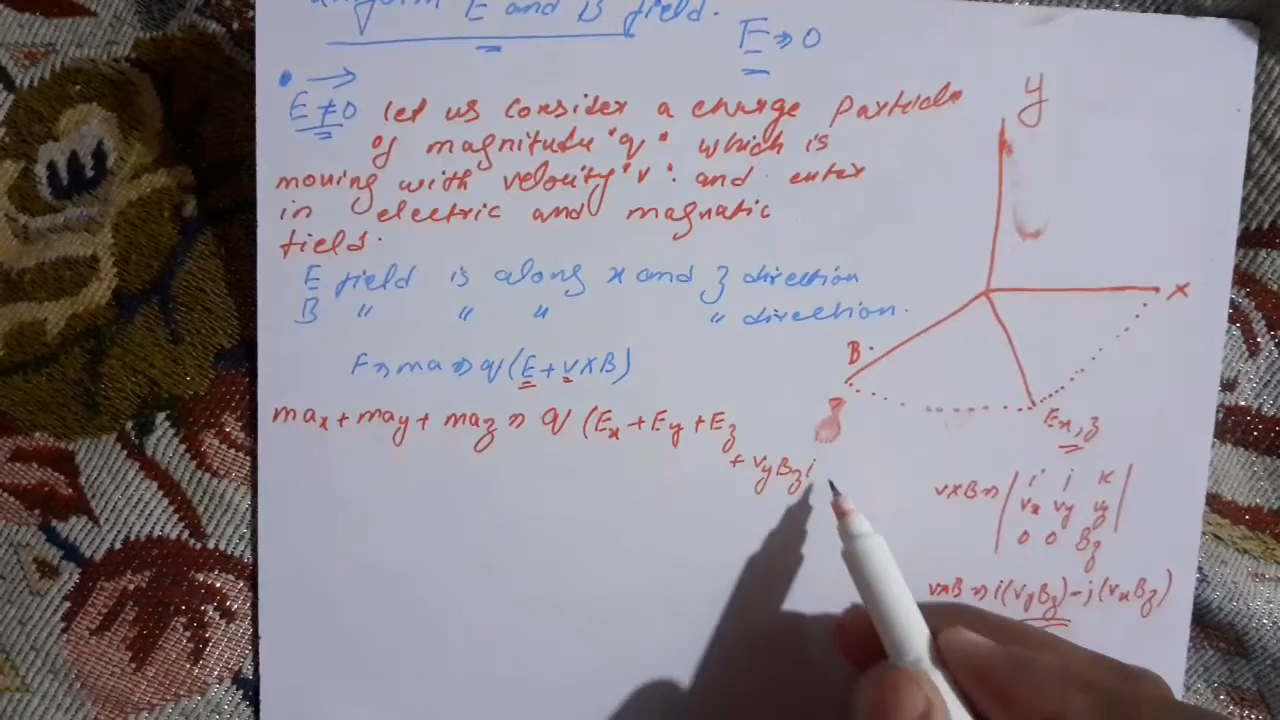 uniform E and B field.
E ⇒ 0
E ≠ 0 let us consider a charge particle
of magnitude "q" which is
moving with velocity "v". and enter
in electric and magnatic
field.
E field is along x and z direction
B " " " " direction.
F = ma = q(E + v×B)
max + may + maz = q (Ex + Ey + Ez
+ vyBzi
y
x
B
Ex,z
v×B = | i j k |
vx vy vz
0 0 Bz
v×B = i(vyBz) - j(vxBz)